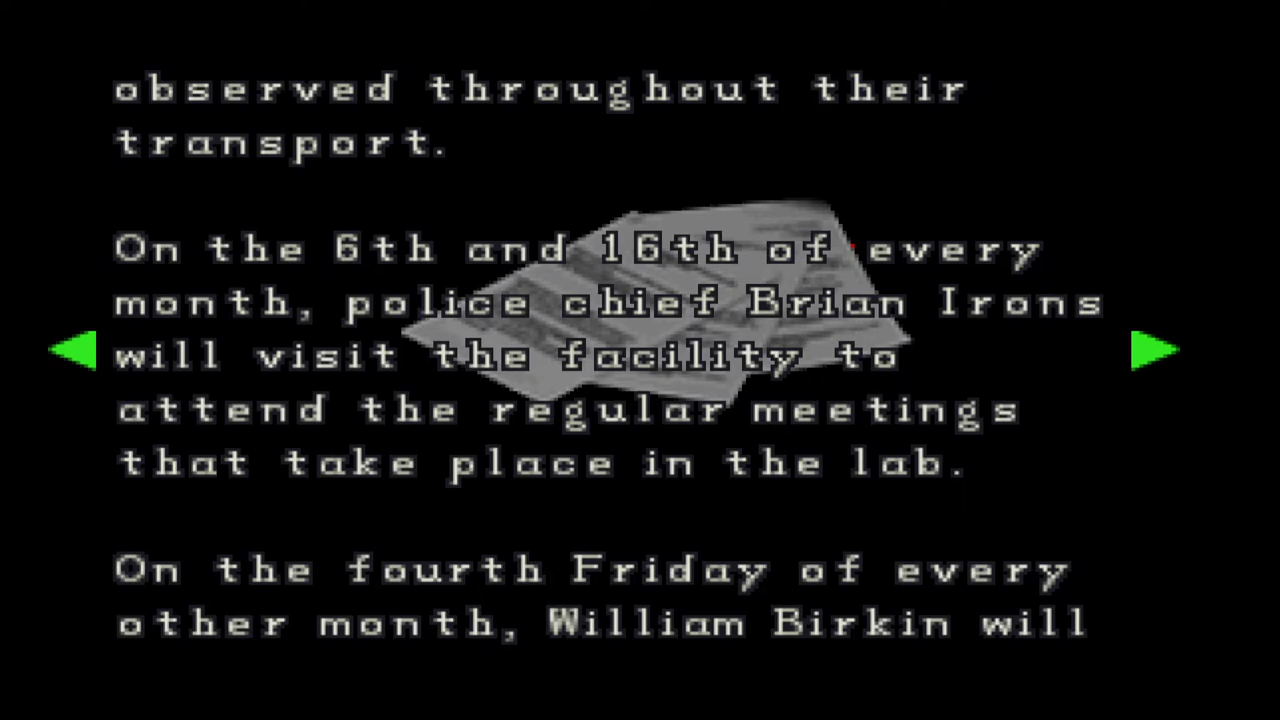 observed throughout their
transport.
On the 6th and 16th of every
month, police chief Brian Irons
will visit the facility to
attend the regular meetings
that take place in the lab.
On the fourth Friday of every
other month, William Birkin will